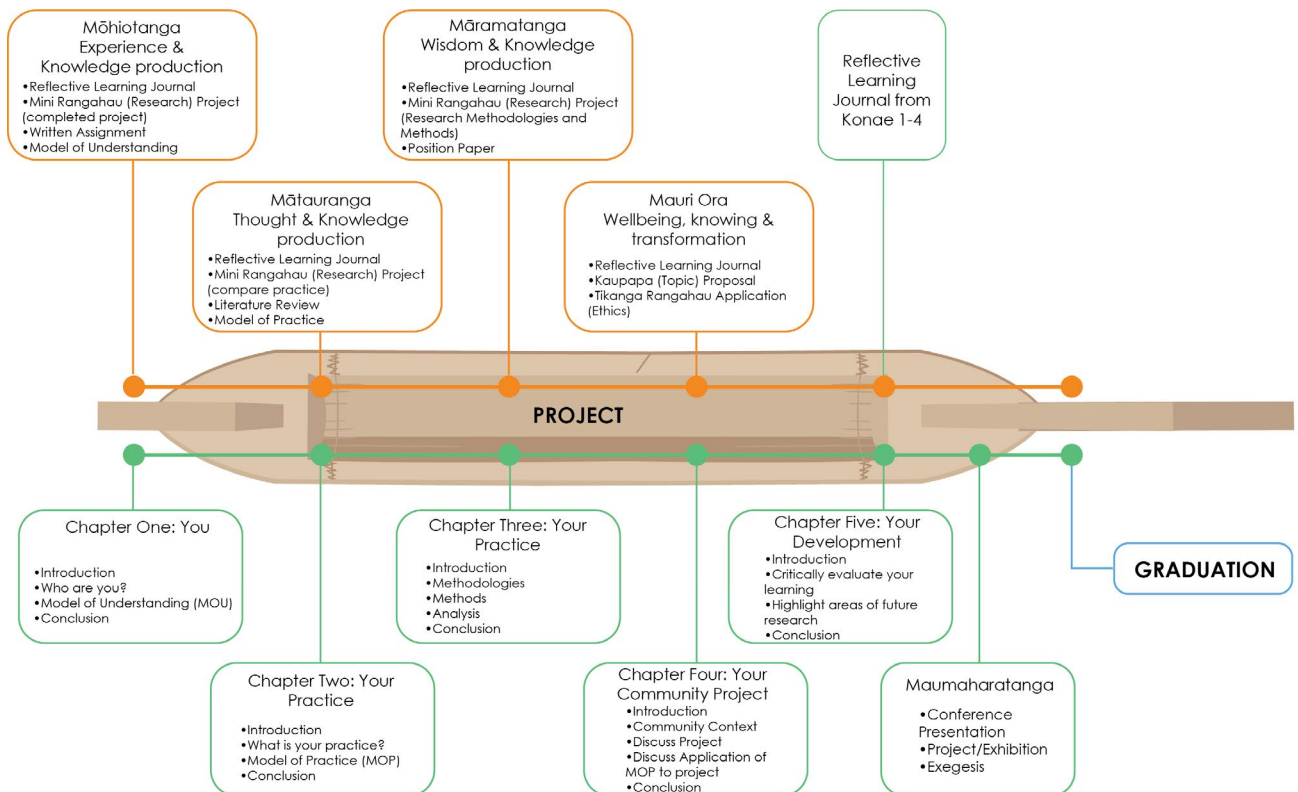 Mōhiotanga
Experience &
Knowledge production
•Reflective Learning Journal
•Mini Rangahau (Research) Project
(completed project)
•Written Assignment
•Model of Understanding
Māramatanga
Wisdom & Knowledge
production
•Reflective Learning Journal
•Mini Rangahau (Research) Project
(Research Methodologies and
Methods)
•Position Paper
Reflective
Learning
Journal from
Konae 1-4
Mātauranga
Thought & Knowledge
production
•Reflective Learning Journal
•Mini Rangahau (Research) Project
(compare practice)
•Literature Review
•Model of Practice
Mauri Ora
Wellbeing, knowing &
transformation
•Reflective Learning Journal
•Kaupapa (Topic) Proposal
•Tikanga Rangahau Application
(Ethics)
PROJECT
Chapter One: You
•Introduction
•Who are you?
•Model of Understanding (MOU)
•Conclusion
Chapter Three: Your
Practice
•Introduction
•Methodologies
•Methods
•Analysis
•Conclusion
Chapter Five: Your
Development
•Introduction
•Critically evaluate your
learning
•Highlight areas of future
research
•Conclusion
GRADUATION
Chapter Two: Your
Practice
•Introduction
•What is your practice?
•Model of Practice (MOP)
•Conclusion
Chapter Four: Your
Community Project
•Introduction
•Community Context
•Discuss Project
•Discuss Application of
MOP to project
•Conclusion
Maumaharatanga
•Conference
Presentation
•Project/Exhibition
•Exegesis